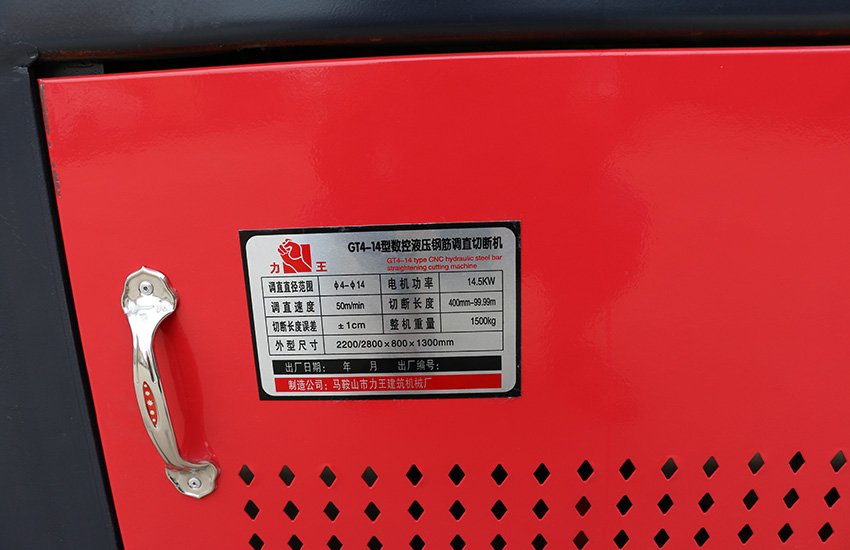 GT4-14型数控液压钢筋调直切断机
GT4-14 type CNC hydraulic steel bar
straightening cutting machine
力 王
调直直径范围 Φ4-Φ14 电机功率 14.5KW
调直速度 50m/min 切断长度 400mm-99.99m
切断长度误差 ±1cm 整机重量 1500kg
外型尺寸 2200/2800×800×1300mm
出厂日期: 年 月 出厂编号:
制造公司: 马鞍山市力王建筑机械厂